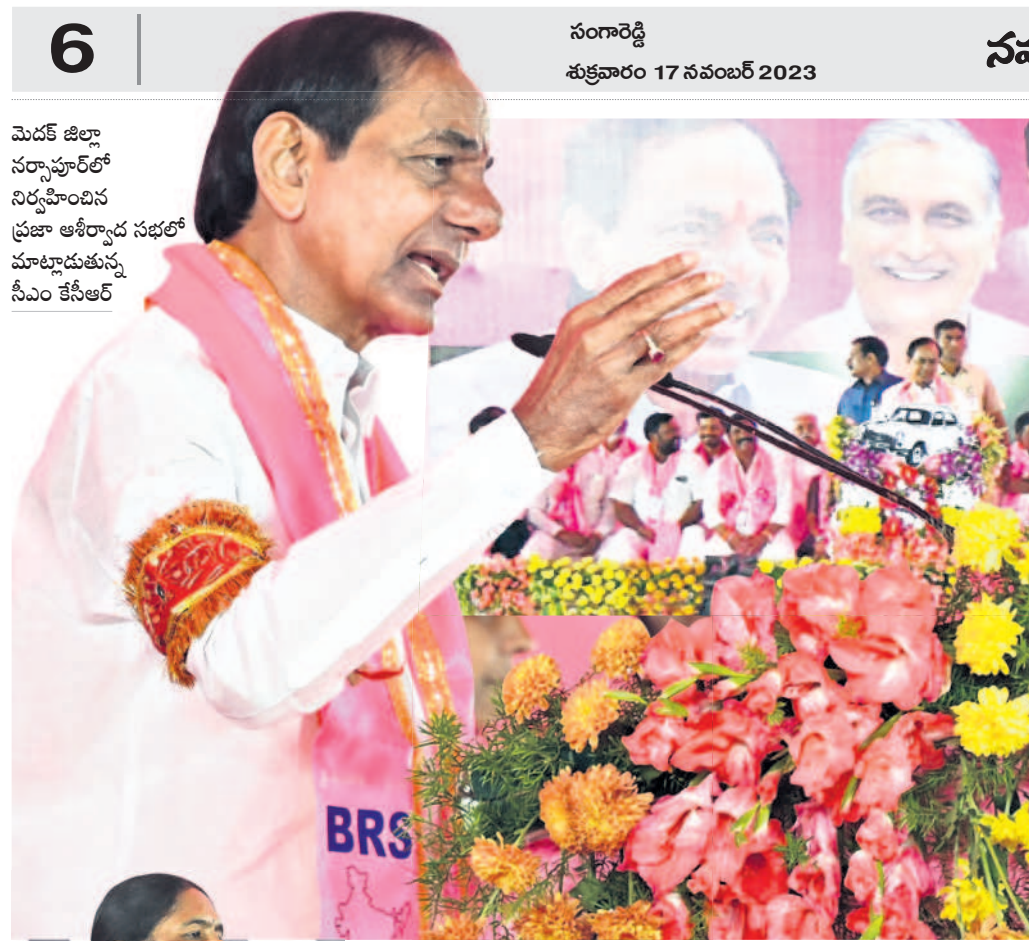 6
సంగారెడ్డి
శుక్రవారం 17 నవంబర్ 2023
మెదక్ జిల్లా
నర్సాపూర్‌లో
నిర్వహించిన
ప్రజా ఆశీర్వాద సభలో
మాట్లాడుతున్న
సీఎం కేసీఆర్
BRS